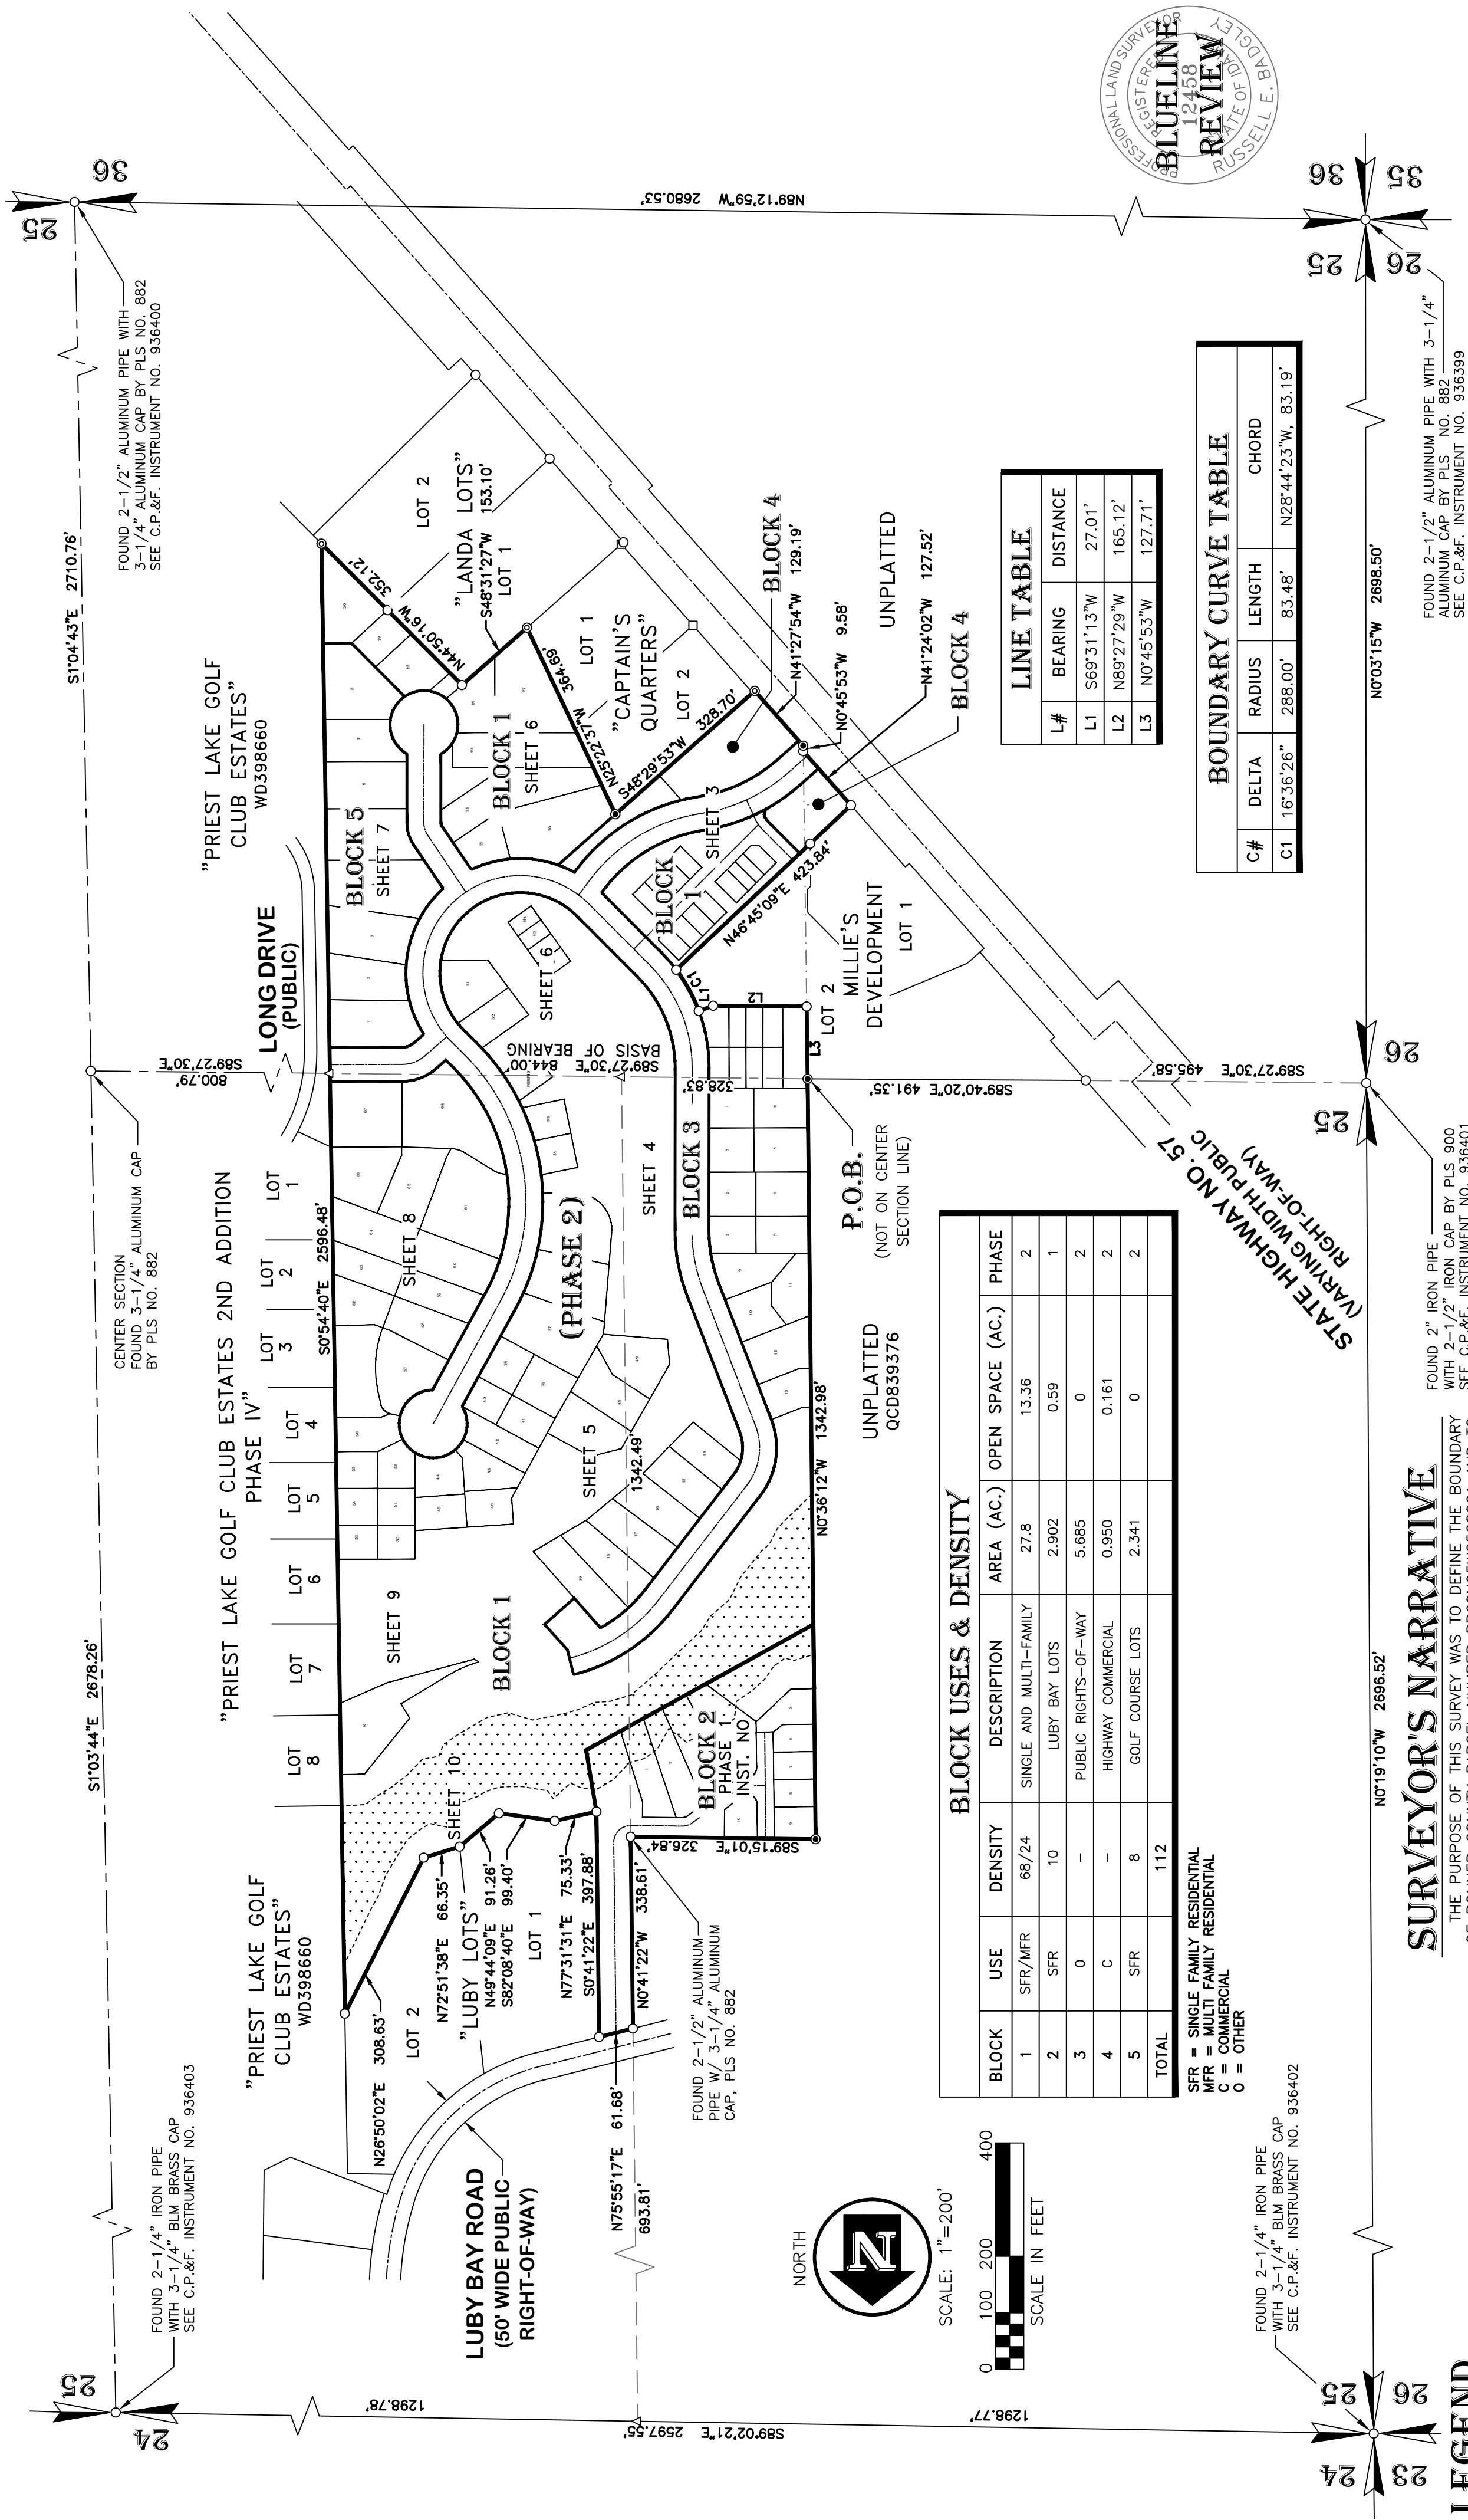 25
36
S1°04'43"E 2710.76'
FOUND 2-1/2" ALUMINUM PIPE WITH
3-1/4" ALUMINUM CAP BY PLS NO. 882
SEE C.P.&F. INSTRUMENT NO. 936400
N89°12'59"W 2680.53'
CENTER SECTION
FOUND 3-1/4" ALUMINUM CAP
BY PLS NO. 882
S1°03'44"E 2678.26'
FOUND 2-1/4" IRON PIPE
WITH 3-1/4" BLM BRASS CAP
SEE C.P.&F. INSTRUMENT NO. 936403
25
24
1298.78'
S89°02'21"E 2597.55'
1298.77'
"PRIEST LAKE GOLF
CLUB ESTATES"
WD398660
"PRIEST LAKE GOLF CLUB ESTATES 2ND ADDITION
PHASE IV"
LOT
8
LOT
7
LOT
6
LOT
5
LOT
4
LOT
3
LOT
2
LOT
1
S0°54'40"E 2596.48'
LONG DRIVE
(PUBLIC)
800.79'
S89°27'30"E
"PRIEST LAKE GOLF
CLUB ESTATES"
WD398660
N26°50'02"E 308.63'
LOT 2
N72°51'38"E 66.35'
"LUBY LOTS"
N49°44'09"E 91.26'
S82°08'40"E 99.40'
LOT 1
N77°31'31"E 75.33'
S0°41'22"E 397.88'
N0°41'22"W 338.61'
N75°55'17"E 61.68'
693.81'
LUBY BAY ROAD
(50' WIDE PUBLIC
RIGHT-OF-WAY)
FOUND 2-1/2" ALUMINUM
PIPE W/ 3-1/4" ALUMINUM
CAP, PLS NO. 882
S89°15'01"E 326.84'
SHEET 10
SHEET 9
BLOCK 1
BLOCK 2
PHASE 1
INST. NO
SHEET 5
1342.49'
SHEET 8
(PHASE 2)
SHEET 4
BLOCK 3
328.83'
S89°27'30"E 844.00'
BASIS OF BEARING
SHEET 6
BLOCK 5
SHEET 7
BLOCK 1
SHEET 6
BLOCK
1
SHEET 3
N44°50'16"W 352.12'
"LANDA LOTS"
S48°31'27"W 153.10'
LOT 1
LOT 2
N25°22'37"W 364.69'
LOT 1
"CAPTAIN'S
QUARTERS"
LOT 2
S48°29'53"W 328.70'
BLOCK 4
N41°27'54"W 129.19'
N0°45'53"W 9.58'
UNPLATTED
N41°24'02"W 127.52'
BLOCK 4
N46°45'09"E 423.84'
C1
L1
L2
L3
LOT 2
MILLIE'S
DEVELOPMENT
LOT 1
S89°40'20"E 491.35'
P.O.B.
(NOT ON CENTER
SECTION LINE)
UNPLATTED
QCD839376
N0°36'12"W 1342.98'
S89°27'30"E 495.58'
STATE HIGHWAY NO. 57
(VARYING WIDTH PUBLIC
RIGHT-OF-WAY)
NORTH
N
SCALE: 1"=200'
0 100 200 400
SCALE IN FEET
BLOCK USES & DENSITY
BLOCK USE DENSITY DESCRIPTION AREA (AC.) OPEN SPACE (AC.) PHASE
1 SFR/MFR 68/24 SINGLE AND MULTI-FAMILY 27.8 13.36 2
2 SFR 10 LUBY BAY LOTS 2.902 0.59 1
3 O - PUBLIC RIGHTS-OF-WAY 5.685 0 2
4 C - HIGHWAY COMMERCIAL 0.950 0.161 2
5 SFR 8 GOLF COURSE LOTS 2.341 0 2
TOTAL 112
SFR = SINGLE FAMILY RESIDENTIAL
MFR = MULTI FAMILY RESIDENTIAL
C = COMMERCIAL
O = OTHER
LINE TABLE
L# BEARING DISTANCE
L1 S69°31'13"W 27.01'
L2 N89°27'29"W 165.12'
L3 N0°45'53"W 127.71'
BOUNDARY CURVE TABLE
C# DELTA RADIUS LENGTH CHORD
C1 16°36'26" 288.00' 83.48' N28°44'23"W, 83.19'
PROFESSIONAL LAND SURVEYOR
REGISTERED
12458
STATE OF IDAHO
RUSSELL E. BADGLEY
BLUELINE
REVIEW
FOUND 2-1/4" IRON PIPE
WITH 3-1/4" BLM BRASS CAP
SEE C.P.&F. INSTRUMENT NO. 936402
24
25
23
26
N0°19'10"W 2696.52'
25
26
FOUND 2" IRON PIPE
WITH 2-1/2" IRON CAP BY PLS 900
SEE C.P.&F. INSTRUMENT NO. 936401
N0°03'15"W 2698.50'
25
36
26
35
FOUND 2-1/2" ALUMINUM PIPE WITH 3-1/4"
ALUMINUM CAP BY PLS NO. 882
SEE C.P.&F. INSTRUMENT NO. 936399
SURVEYOR'S NARRATIVE
THE PURPOSE OF THIS SURVEY WAS TO DEFINE THE BOUNDARY
LEGEND